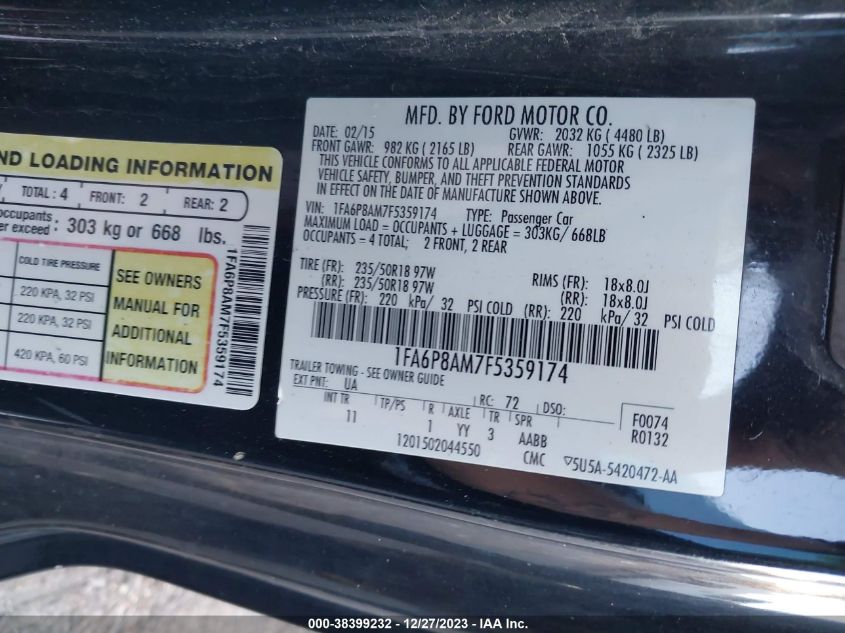 ND LOADING INFORMATION
TOTAL: 4 FRONT: 2 REAR: 2
occupants:
er exceed: 303 kg or 668 lbs.
COLD TIRE PRESSURE
220 KPA, 32 PSI
220 KPA, 32 PSI
420 KPA, 60 PSI
SEE OWNERS
MANUAL FOR
ADDITIONAL
INFORMATION
1FA6P8AM7F5359174
MFD. BY FORD MOTOR CO.
DATE: 02/15 GVWR: 2032 KG ( 4480 LB)
FRONT GAWR: 982 KG ( 2165 LB) REAR GAWR: 1055 KG ( 2325 LB)
THIS VEHICLE CONFORMS TO ALL APPLICABLE FEDERAL MOTOR
VEHICLE SAFETY, BUMPER, AND THEFT PREVENTION STANDARDS
IN EFFECT ON THE DATE OF MANUFACTURE SHOWN ABOVE.
VIN: 1FA6P8AM7F5359174 TYPE: Passenger Car
MAXIMUM LOAD = OCCUPANTS + LUGGAGE = 303KG/ 668LB
OCCUPANTS = 4 TOTAL; 2 FRONT, 2 REAR
TIRE (FR): 235/50R18 97W RIMS (FR): 18x8.0J
(RR): 235/50R18 97W (RR): 18x8.0J
PRESSURE (FR): 220 kPa/ 32 PSI COLD (RR): 220 kPa/ 32 PSI COLD
1FA6P8AM7F5359174
TRAILER TOWING - SEE OWNER GUIDE
EXT PNT: UA RC: 72 DSO: F0074
INT TR TP/PS R AXLE TR SPR R0132
11 1 YY 3 AABB
1201502044550 CMC ▽5U5A-5420472-AA
000-38399232 - 12/27/2023 - IAA Inc.